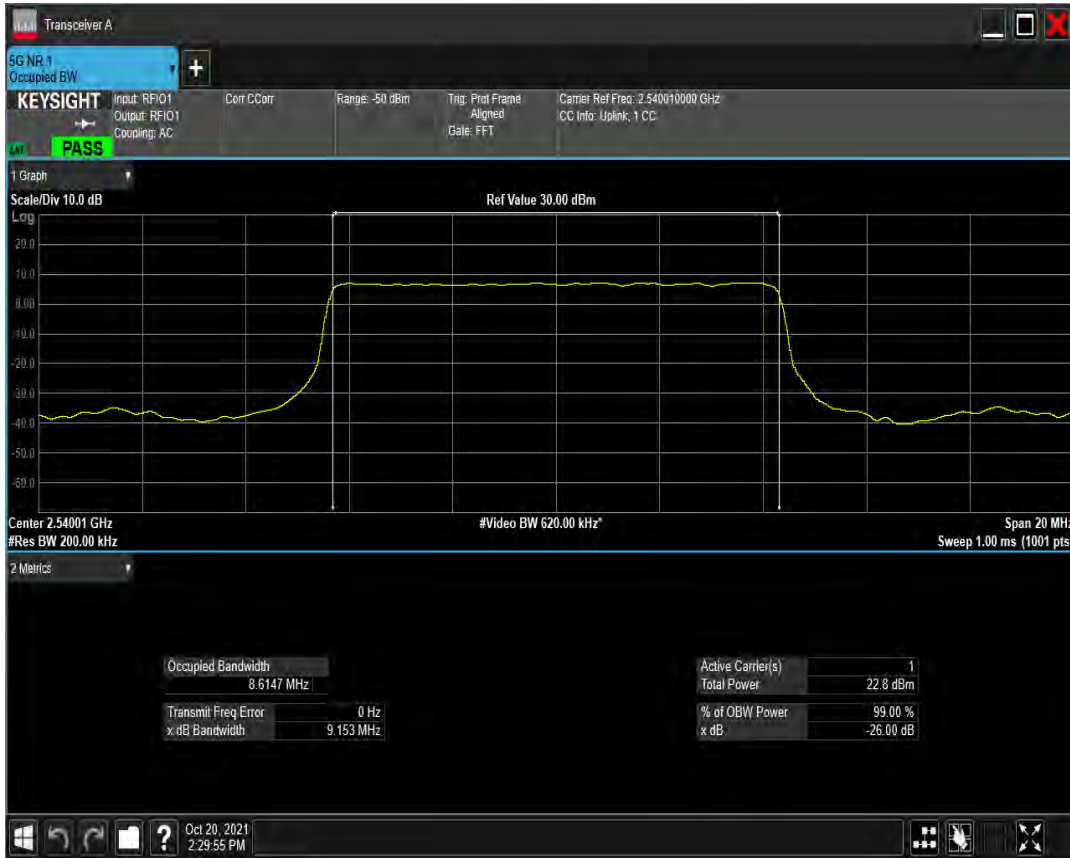 Transceiver A
5G NR 1
Occupied BW
+
KEYSIGHT
Input: RFIO1
Output: RFIO1
Coupling: AC
Corr CCorr
Range: -50 dBm
Trig: Prot Frame
Aligned
Gate: FFT
Carrier Ref Freq: 2.540010000 GHz
CC Info: Uplink, 1 CC
PASS
1 Graph
Scale/Div 10.0 dB
Ref Value 30.00 dBm
Log
20.0
10.0
0.00
-10.0
-20.0
-30.0
-40.0
-50.0
-60.0
Center 2.54001 GHz
#Video BW 620.00 kHz*
Span 20 MHz
#Res BW 200.00 kHz
Sweep 1.00 ms (1001 pts
2 Metrics
Occupied Bandwidth
8.6147 MHz
Transmit Freq Error 0 Hz
x dB Bandwidth 9.153 MHz
Active Carrier(s) 1
Total Power 22.8 dBm
% of OBW Power 99.00 %
x dB -26.00 dB
?
Oct 20, 2021
2:29:55 PM